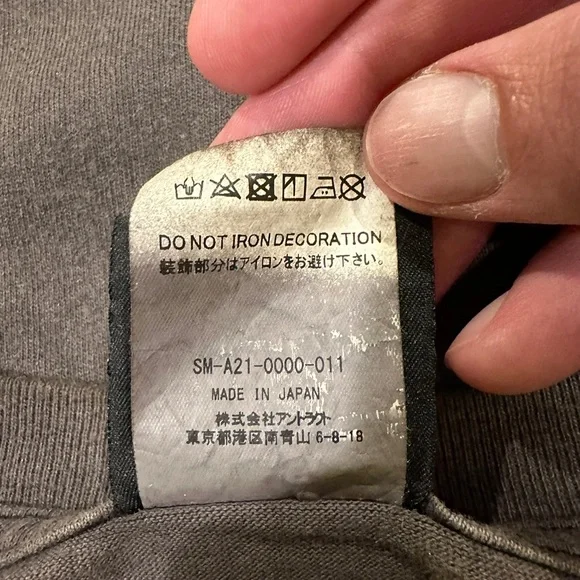 DO NOT IRON DECORATION
装飾部分はアイロンをお避け下さい。
SM-A21-0000-011
MADE IN JAPAN
株式会社アントラクト
東京都港区南青山 6-8-18